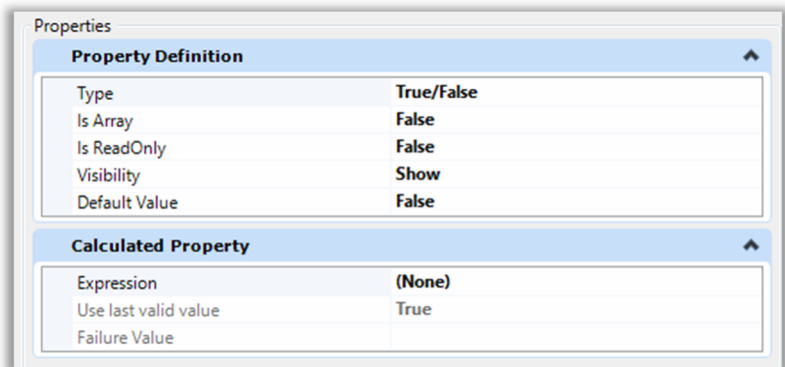 Properties
Property Definition
Type True/False
Is Array False
Is ReadOnly False
Visibility Show
Default Value False
Calculated Property
Expression (None)
Use last valid value True
Failure Value